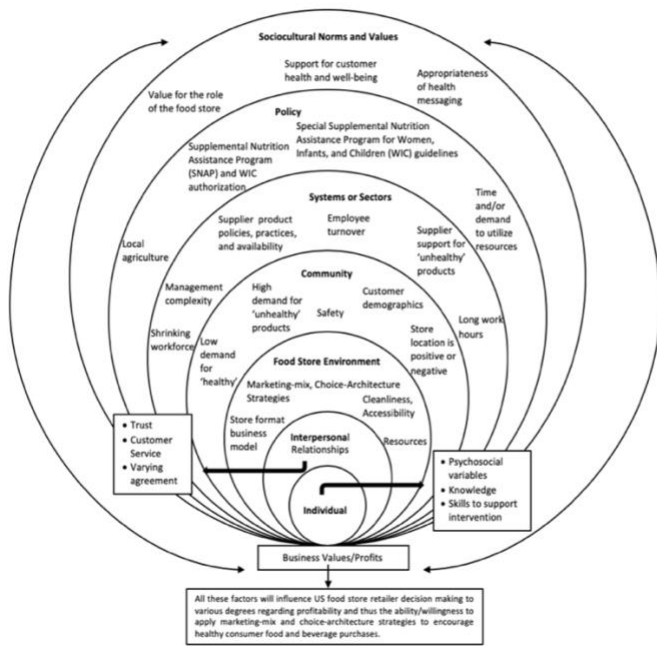 Sociocultural Norms and Values
Support for customer
health and well-being
Appropriateness
of health
messaging
Value for the role
of the food store
Policy
Special Supplemental Nutrition
Assistance Program for Women,
Infants, and Children (WIC) guidelines
Supplemental Nutrition
Assistance Program
(SNAP) and WIC
authorization
Time
and/or
demand
to utilize
resources
Local
agriculture
Systems or Sectors
Supplier product
policies, practices,
and availability
Employee
turnover
Supplier
support for
'unhealthy'
products
Management
complexity
Shrinking
workforce
Long work
hours
Community
High
demand for
'unhealthy'
products
Customer
demographics
Safety
Low
demand
for
'healthy'
Store
location is
positive or
negative
Food Store Environment
Marketing-mix, Choice-Architecture
Strategies
Cleanliness,
Accessibility
Store format
business
model
Resources
Interpersonal
Relationships
• Trust
• Customer
Service
• Varying
agreement
• Psychosocial
variables
• Knowledge
• Skills to support
intervention
Individual
Business Values/Profits
All these factors will influence US food store retailer decision making to
various degrees regarding profitability and thus the ability/willingness to
apply marketing-mix and choice-architecture strategies to encourage
healthy consumer food and beverage purchases.